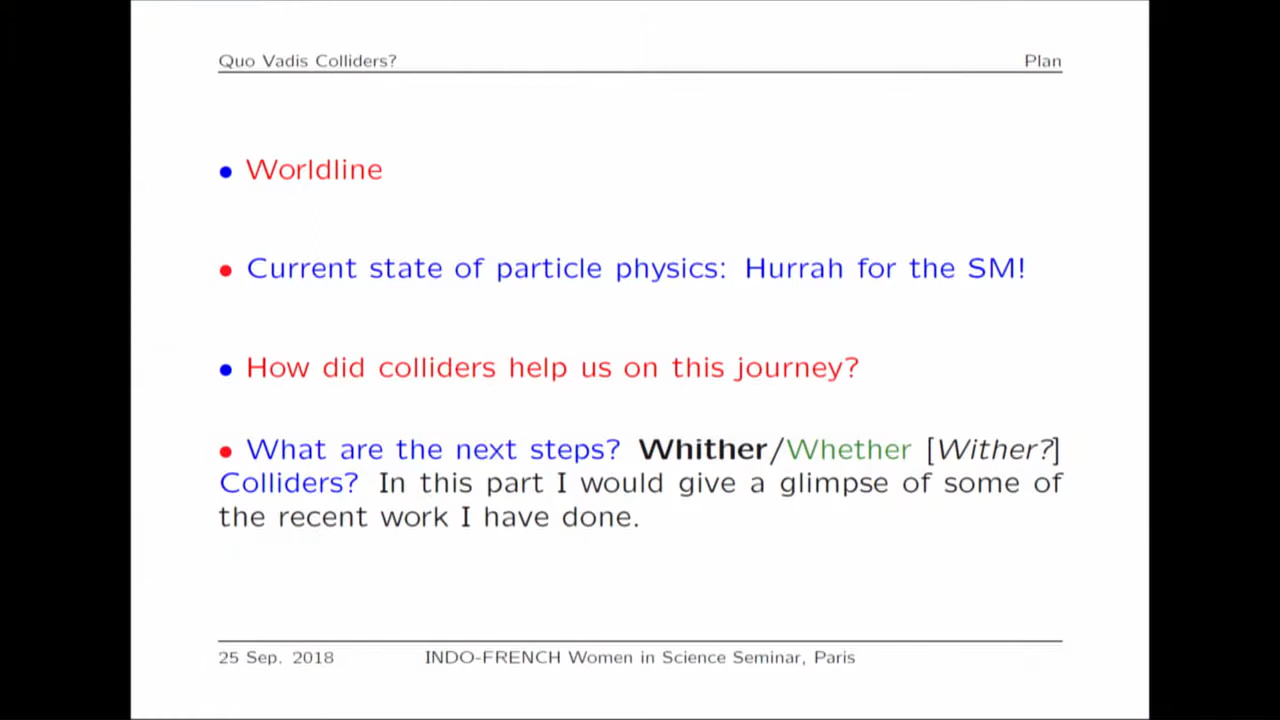 Quo Vadis Colliders? Plan
• Worldline
• Current state of particle physics: Hurrah for the SM!
• How did colliders help us on this journey?
• What are the next steps? Whither/Whether [Wither?]
Colliders? In this part I would give a glimpse of some of
the recent work I have done.
25 Sep. 2018 INDO-FRENCH Women in Science Seminar, Paris